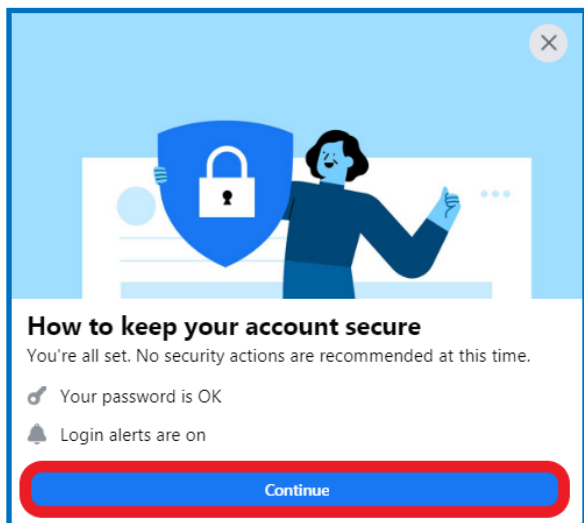 How to keep your account secure
You're all set. No security actions are recommended at this time.
Your password is OK
Login alerts are on
Continue